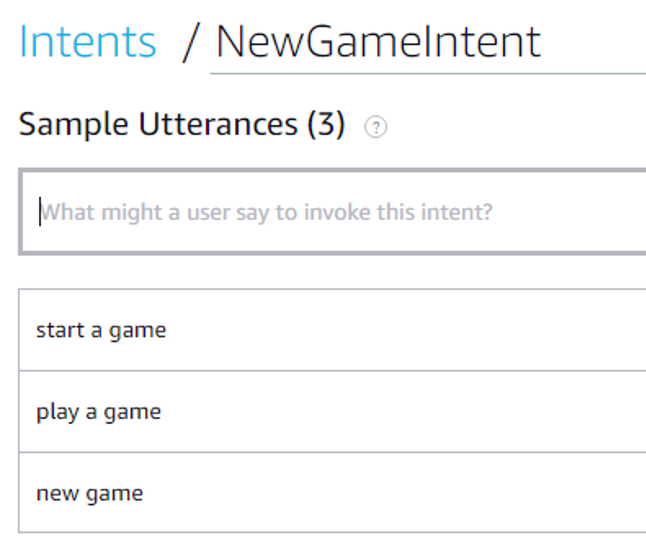 Intents / NewGameIntent
Sample Utterances (3) ?
What might a user say to invoke this intent?
start a game
play a game
new game